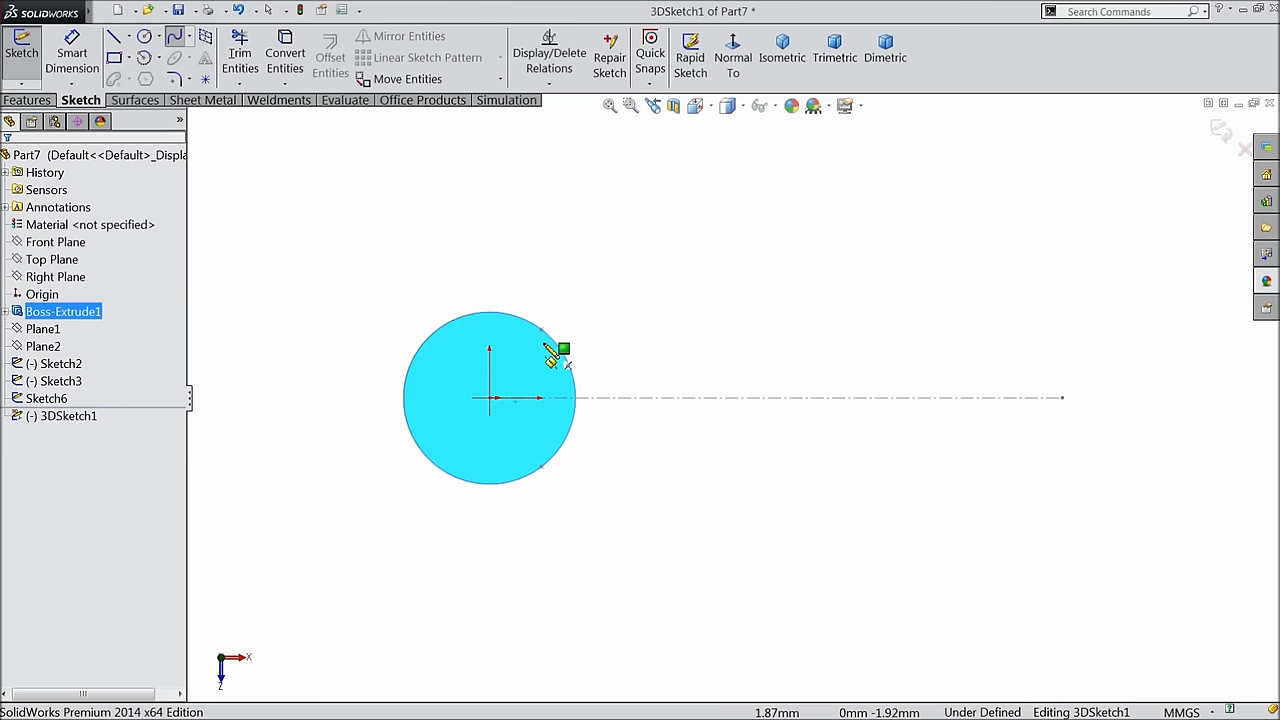 SOLIDWORKS
3DSketch1 of Part7 *
Search Commands
?
Sketch
Smart Dimension
Trim Entities
Convert Entities
Offset Entities
Mirror Entities
Linear Sketch Pattern
Move Entities
Display/Delete Relations
Repair Sketch
Quick Snaps
Rapid Sketch
Normal To
Isometric
Trimetric
Dimetric
Features
Sketch
Surfaces
Sheet Metal
Weldments
Evaluate
Office Products
Simulation
»
Part7 (Default<<Default>_Displa
History
Sensors
Annotations
Material <not specified>
Front Plane
Top Plane
Right Plane
Origin
Boss-Extrude1
Plane1
Plane2
(-) Sketch2
(-) Sketch3
Sketch6
(-) 3DSketch1
X
Z
SolidWorks Premium 2014 x64 Edition
1.87mm
0mm -1.92mm
Under Defined
Editing 3DSketch1
MMGS
?